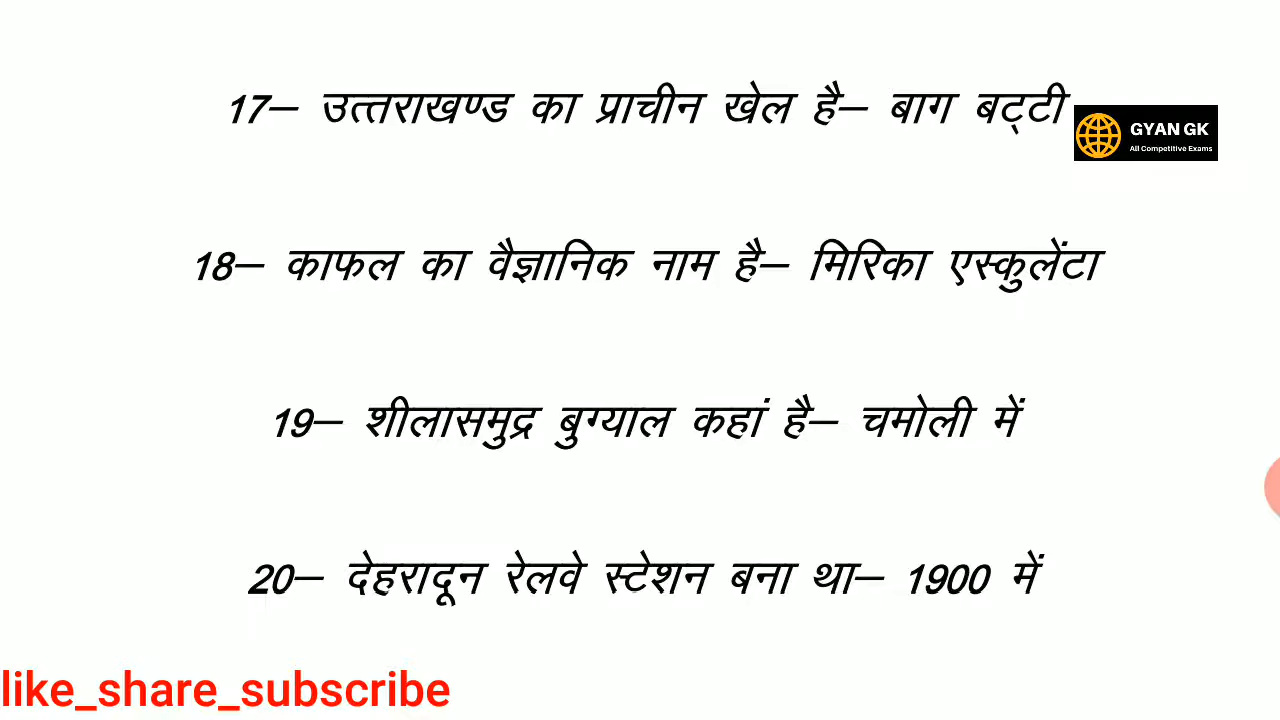 17– उत्तराखण्ड का प्राचीन खेल है– बाग बट्टी
GYAN GK
All Competitive Exams
18– काफल का वैज्ञानिक नाम है– मिरिका एस्कुलेंटा
19– शीलासमुद्र बुग्याल कहां है– चमोली में
20– देहरादून रेलवे स्टेशन बना था– 1900 में
like_share_subscribe